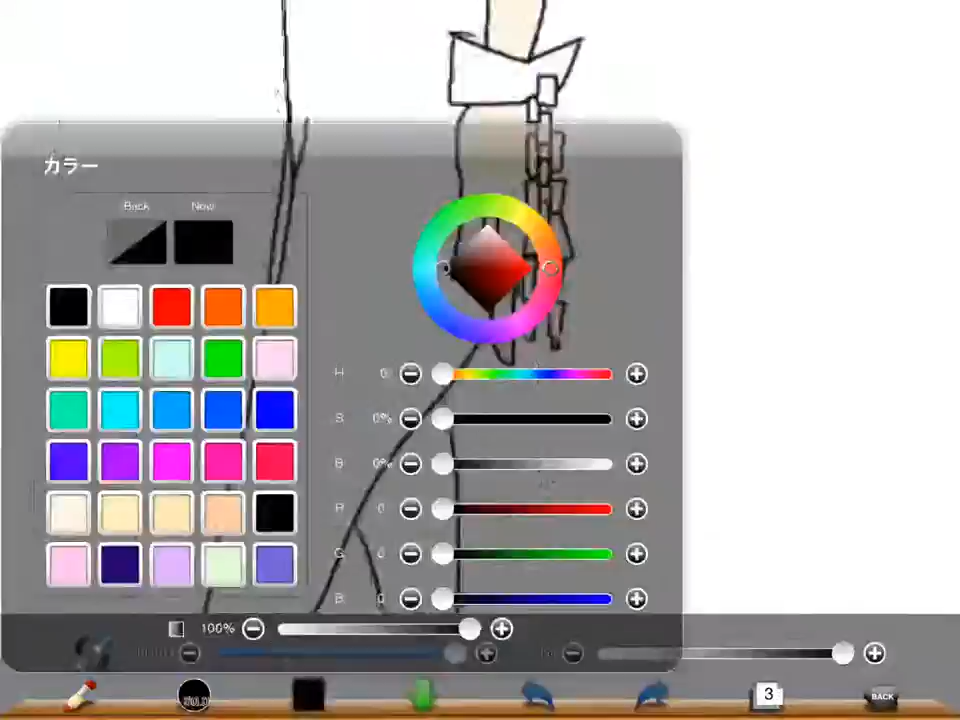 カラー
Back Now
H 0
S 0%
B 0%
R 0
G 0
B 0
100%
3 BACK